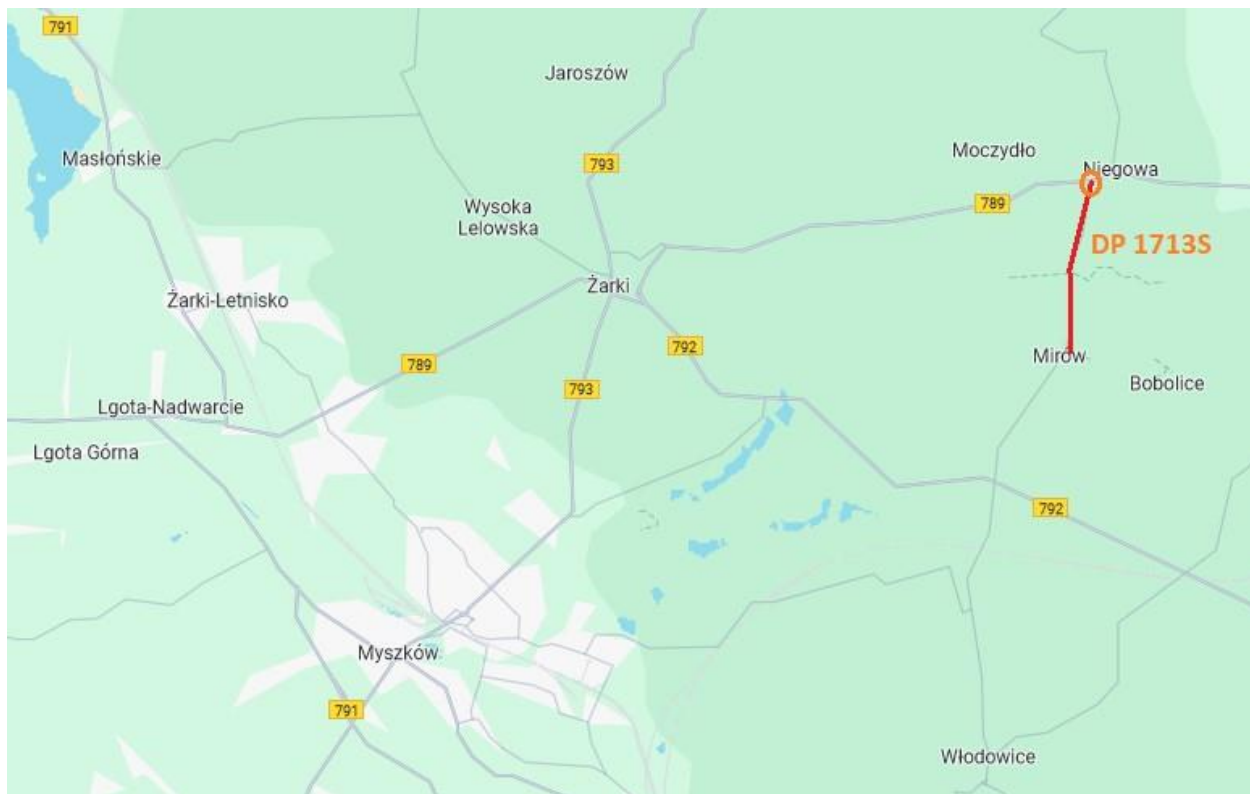 791
Jaroszów
Masłońskie
793
Moczydło
Niegowa
Wysoka
Lelowska
789
DP 1713S
Żarki
Żarki-Letnisko
792
Mirów
789
793
Bobolice
Lgota-Nadwarcie
Lgota Górna
792
Myszków
791
Włodowice